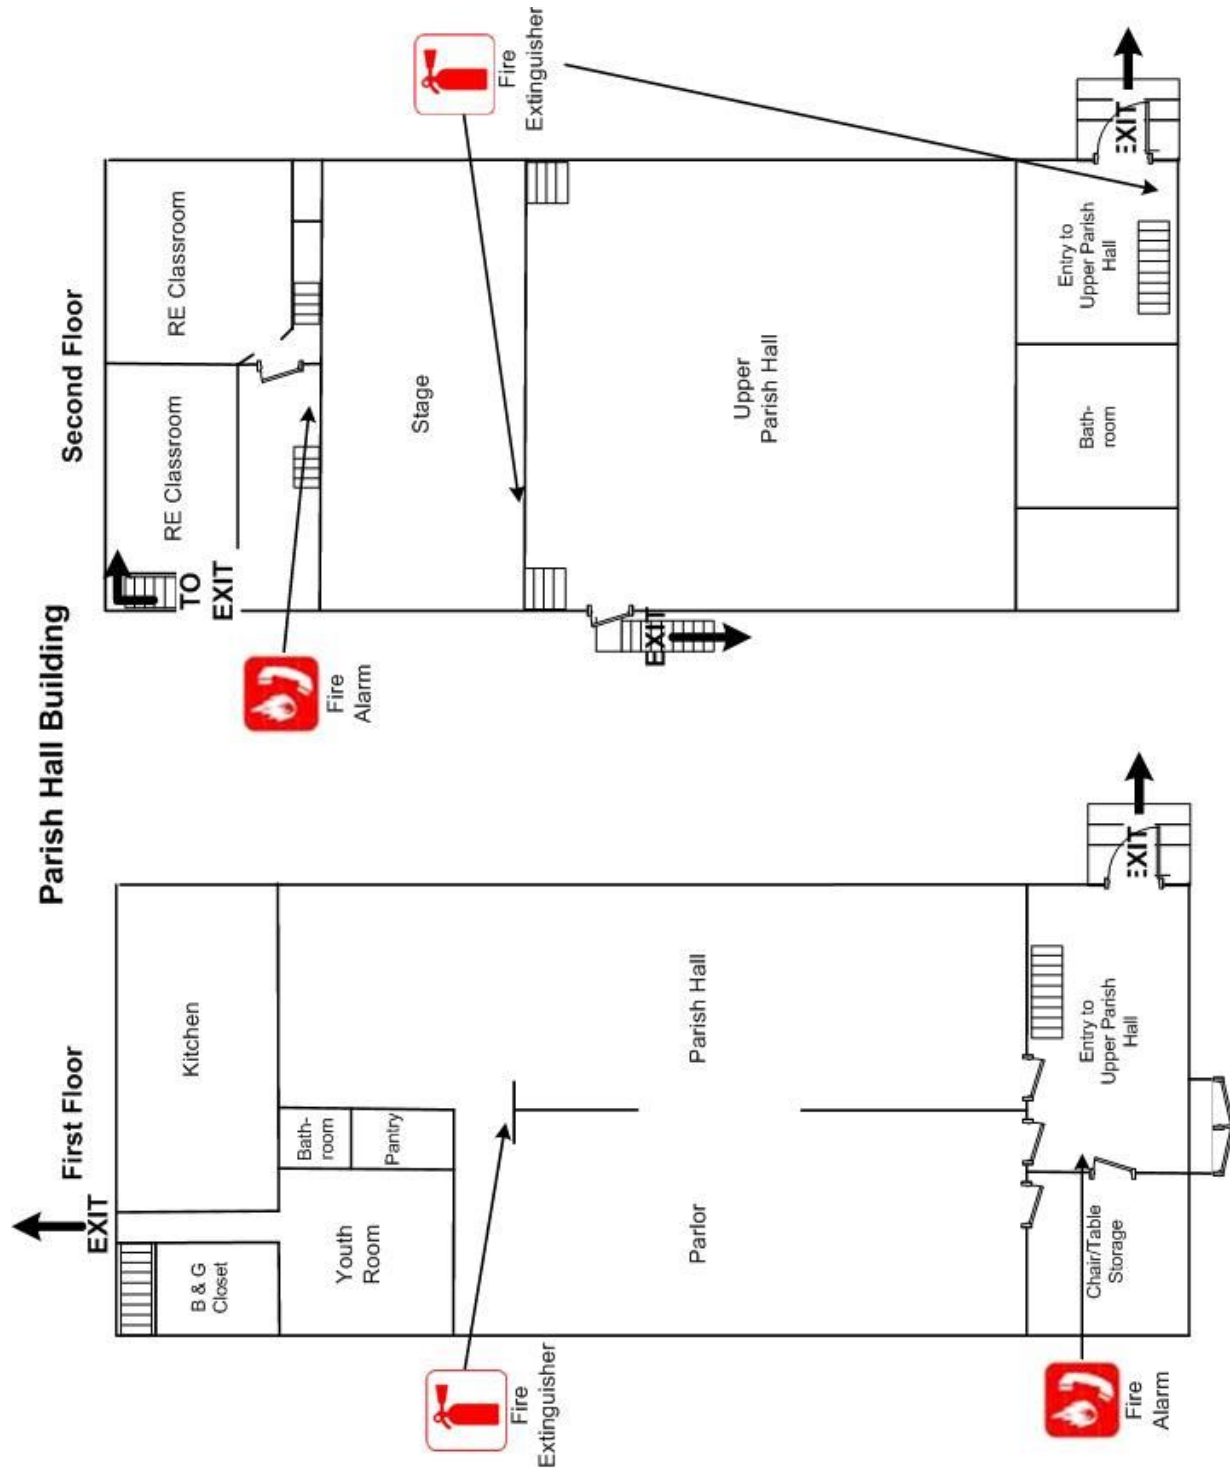 Parish Hall Building
First Floor
EXIT
B & G
Closet
Kitchen
Youth
Room
Bath-
room
Pantry
Fire
Extinguisher
Parlor
Parish Hall
Chair/Table
Storage
Entry to
Upper Parish
Hall
EXIT
Fire
Alarm
Second Floor
RE Classroom
RE Classroom
TO
EXIT
Fire
Alarm
Stage
Fire
Extinguisher
EXIT
Upper
Parish Hall
Bath-
room
Entry to
Upper Parish
Hall
EXIT